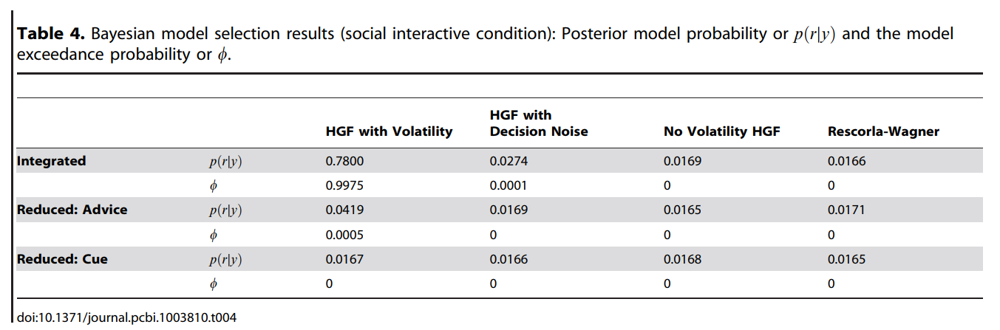 Table 4. Bayesian model selection results (social interactive condition): Posterior model probability or p(r|y) and the model
exceedance probability or ϕ.
HGF with Volatility HGF with Decision Noise No Volatility HGF Rescorla-Wagner
Integrated p(r|y) 0.7800 0.0274 0.0169 0.0166
ϕ 0.9975 0.0001 0 0
Reduced: Advice p(r|y) 0.0419 0.0169 0.0165 0.0171
ϕ 0.0005 0 0 0
Reduced: Cue p(r|y) 0.0167 0.0166 0.0168 0.0165
ϕ 0 0 0 0
doi:10.1371/journal.pcbi.1003810.t004